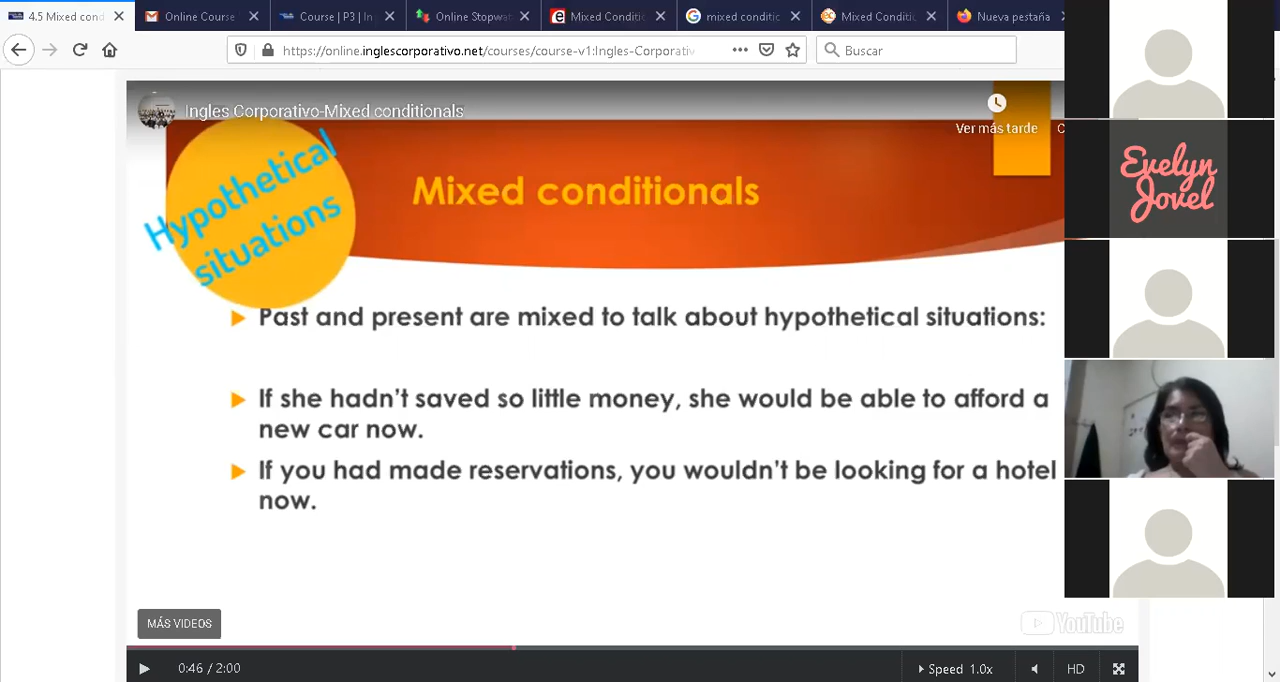 4.5 Mixed cond
Online Course
Course | P3 | In
Online Stopwat
Mixed Conditic
mixed conditic
Mixed Conditi
Nueva pestaña
https://online.inglescorporativo.net/courses/course-v1:Ingles-Corporativ
Buscar
Ingles Corporativo-Mixed conditionals
Ver más tarde
C
Hypothetical
situations
Mixed conditionals
Past and present are mixed to talk about hypothetical situations:
If she hadn't saved so little money, she would be able to afford a
new car now.
If you had made reservations, you wouldn't be looking for a hotel
now.
Evelyn
Jovel
MÁS VIDEOS
YouTube
0:46 / 2:00
Speed 1.0x
HD